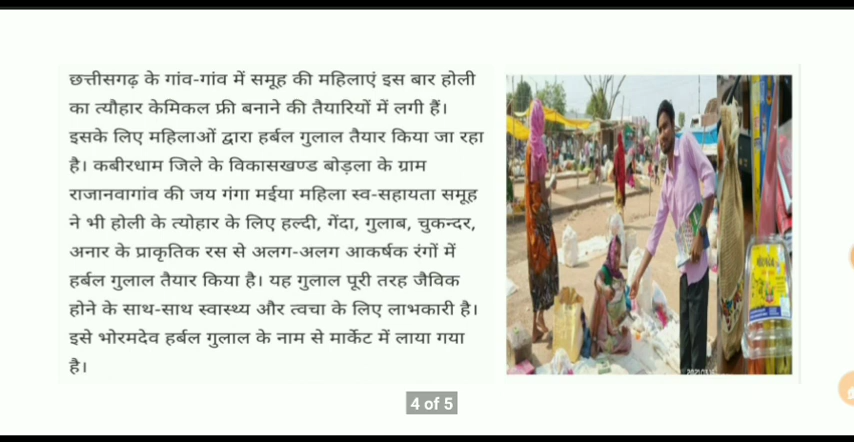 छत्तीसगढ़ के गांव-गांव में समूह की महिलाएं इस बार होली
का त्यौहार केमिकल फ्री बनाने की तैयारियों में लगी हैं।
इसके लिए महिलाओं द्वारा हर्बल गुलाल तैयार किया जा रहा
है। कबीरधाम जिले के विकासखण्ड बोड़ला के ग्राम
राजानवागांव की जय गंगा मईया महिला स्व-सहायता समूह
ने भी होली के त्योहार के लिए हल्दी, गेंदा, गुलाब, चुकन्दर,
अनार के प्राकृतिक रस से अलग-अलग आकर्षक रंगों में
हर्बल गुलाल तैयार किया है। यह गुलाल पूरी तरह जैविक
होने के साथ-साथ स्वास्थ्य और त्वचा के लिए लाभकारी है।
इसे भोरमदेव हर्बल गुलाल के नाम से मार्केट में लाया गया
है।
4 of 5